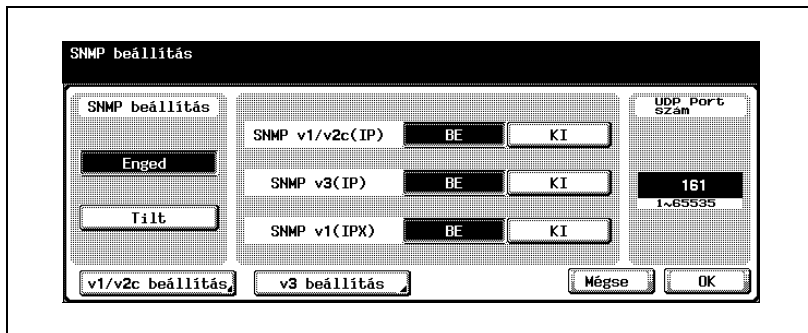 SNMP beállítás
SNMP beállítás
Enged
Tilt
SNMP v1/v2c(IP) BE KI
SNMP v3(IP) BE KI
SNMP v1(IPX) BE KI
UDP Port
szám
161
1~65535
v1/v2c beállítás v3 beállítás Mégse OK